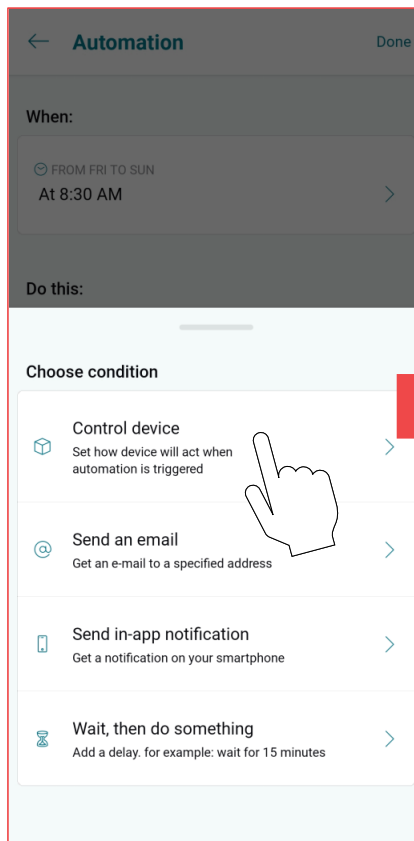 Automation
Done
When:
FROM FRI TO SUN
At 8:30 AM
Do this:
Choose condition
Control device
Set how device will act when
automation is triggered
Send an email
Get an e-mail to a specified address
Send in-app notification
Get a notification on your smartphone
Wait, then do something
Add a delay. for example: wait for 15 minutes